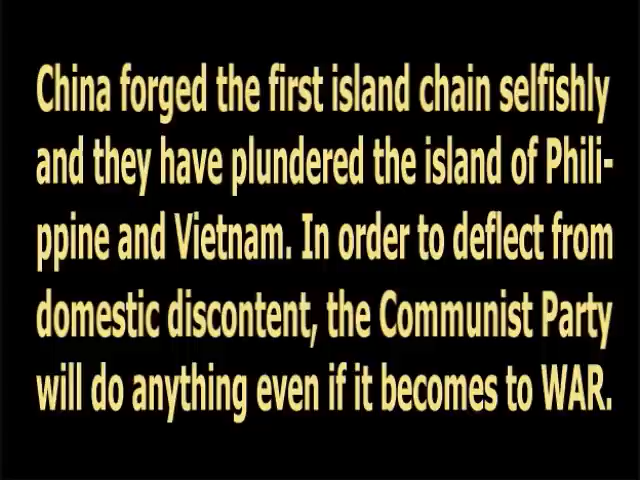 China forged the first island chain selfishly
and they have plundered the island of Phili-
ppine and Vietnam. In order to deflect from
domestic discontent, the Communist Party
will do anything even if it becomes to WAR.